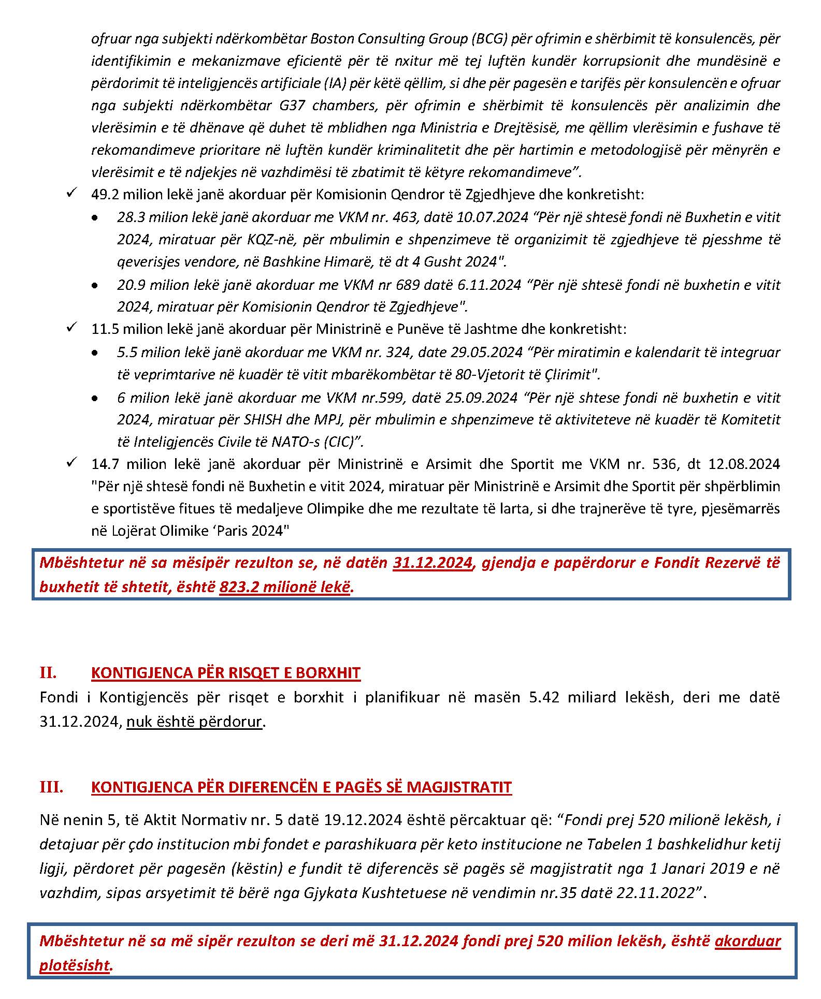 ofruar nga subjekti ndërkombëtar Boston Consulting Group (BCG) për ofrimin e shërbimit të konsulencës, për
identifikimin e mekanizmave eficientë për të nxitur më tej luftën kundër korrupsionit dhe mundësinë e
përdorimit të inteligjencës artificiale (IA) për këtë qëllim, si dhe për pagesën e tarifës për konsulencën e ofruar
nga subjekti ndërkombëtar G37 chambers, për ofrimin e shërbimit të konsulencës për analizimin dhe
vlerësimin e të dhënave që duhet të mblidhen nga Ministria e Drejtësisë, me qëllim vlerësimin e fushave të
rekomandimeve prioritare në luftën kundër kriminalitetit dhe për hartimin e metodologjisë për mënyrën e
vlerësimit e të ndjekjes në vazhdimësi të zbatimit të këtyre rekomandimeve”.
✓ 49.2 milion lekë janë akorduar për Komisionin Qendror të Zgjedhjeve dhe konkretisht:
• 28.3 milion lekë janë akorduar me VKM nr. 463, datë 10.07.2024 “Për një shtesë fondi në Buxhetin e vitit
2024, miratuar për KQZ-në, për mbulimin e shpenzimeve të organizimit të zgjedhjeve të pjesshme të
qeverisjes vendore, në Bashkine Himarë, të dt 4 Gusht 2024".
• 20.9 milion lekë janë akorduar me VKM nr 689 datë 6.11.2024 “Për një shtesë fondi në buxhetin e vitit
2024, miratuar për Komisionin Qendror të Zgjedhjeve".
✓ 11.5 milion lekë janë akorduar për Ministrinë e Punëve të Jashtme dhe konkretisht:
• 5.5 milion lekë janë akorduar me VKM nr. 324, date 29.05.2024 “Për miratimin e kalendarit të integruar
të veprimtarive në kuadër të vitit mbarëkombëtar të 80-Vjetorit të Çlirimit".
• 6 milion lekë janë akorduar me VKM nr.599, datë 25.09.2024 “Për një shtese fondi në buxhetin e vitit
2024, miratuar për SHISH dhe MPJ, për mbulimin e shpenzimeve të aktiviteteve në kuadër të Komitetit
të Inteligjencës Civile të NATO-s (CIC)”.
✓ 14.7 milion lekë janë akorduar për Ministrinë e Arsimit dhe Sportit me VKM nr. 536, dt 12.08.2024
"Për një shtesë fondi në Buxhetin e vitit 2024, miratuar për Ministrinë e Arsimit dhe Sportit për shpërblimin
e sportistëve fitues të medaljeve Olimpike dhe me rezultate të larta, si dhe trajnerëve të tyre, pjesëmarrës
në Lojërat Olimike ‘Paris 2024"
Mbështetur në sa mësipër rezulton se, në datën 31.12.2024, gjendja e papërdorur e Fondit Rezervë të
buxhetit të shtetit, është 823.2 milionë lekë.
II. KONTIGJENCA PËR RISQET E BORXHIT
Fondi i Kontigjencës për risqet e borxhit i planifikuar në masën 5.42 miliard lekësh, deri me datë
31.12.2024, nuk është përdorur.
III. KONTIGJENCA PËR DIFERENCËN E PAGËS SË MAGJISTRATIT
Në nenin 5, të Aktit Normativ nr. 5 datë 19.12.2024 është përcaktuar që: “Fondi prej 520 milionë lekësh, i
detajuar për çdo institucion mbi fondet e parashikuara për keto institucione ne Tabelen 1 bashkelidhur ketij
ligji, përdoret për pagesën (këstin) e fundit të diferencës së pagës së magjistratit nga 1 Janari 2019 e në
vazhdim, sipas arsyetimit të bërë nga Gjykata Kushtetuese në vendimin nr.35 datë 22.11.2022”.
Mbështetur në sa më sipër rezulton se deri më 31.12.2024 fondi prej 520 milion lekësh, është akorduar
plotësisht.